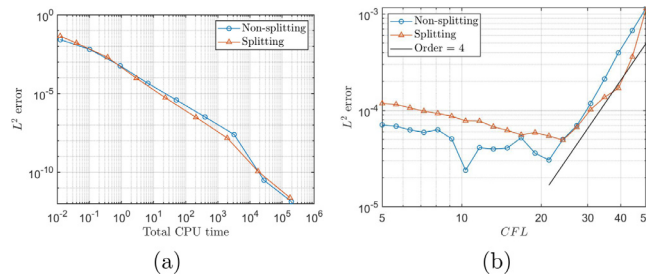 10^0
10^-5
10^-10
10^-2 10^-1 10^0 10^1 10^2 10^3 10^4 10^5 10^6
L^2 error
Total CPU time
Non-splitting
Splitting
(a)
10^-3
10^-4
10^-5
5 10 20 30 40 50
L^2 error
CFL
Non-splitting
Splitting
Order = 4
(b)